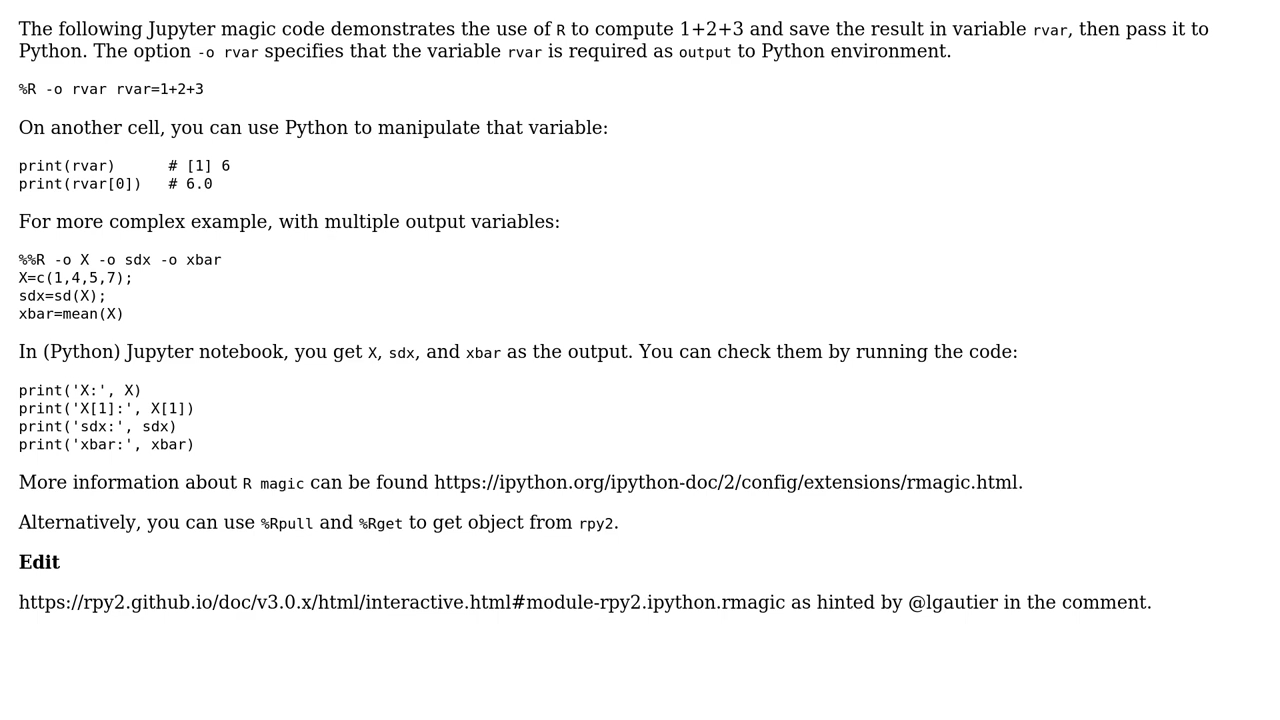 The following Jupyter magic code demonstrates the use of R to compute 1+2+3 and save the result in variable rvar, then pass it to
Python. The option -o rvar specifies that the variable rvar is required as output to Python environment.
%R -o rvar rvar=1+2+3
On another cell, you can use Python to manipulate that variable:
print(rvar)      # [1] 6
print(rvar[0])   # 6.0
For more complex example, with multiple output variables:
%%R -o X -o sdx -o xbar
X=c(1,4,5,7);
sdx=sd(X);
xbar=mean(X)
In (Python) Jupyter notebook, you get X, sdx, and xbar as the output. You can check them by running the code:
print('X:', X)
print('X[1]:', X[1])
print('sdx:', sdx)
print('xbar:', xbar)
More information about R magic can be found https://ipython.org/ipython-doc/2/config/extensions/rmagic.html.
Alternatively, you can use %Rpull and %Rget to get object from rpy2.
Edit
https://rpy2.github.io/doc/v3.0.x/html/interactive.html#module-rpy2.ipython.rmagic as hinted by @lgautier in the comment.